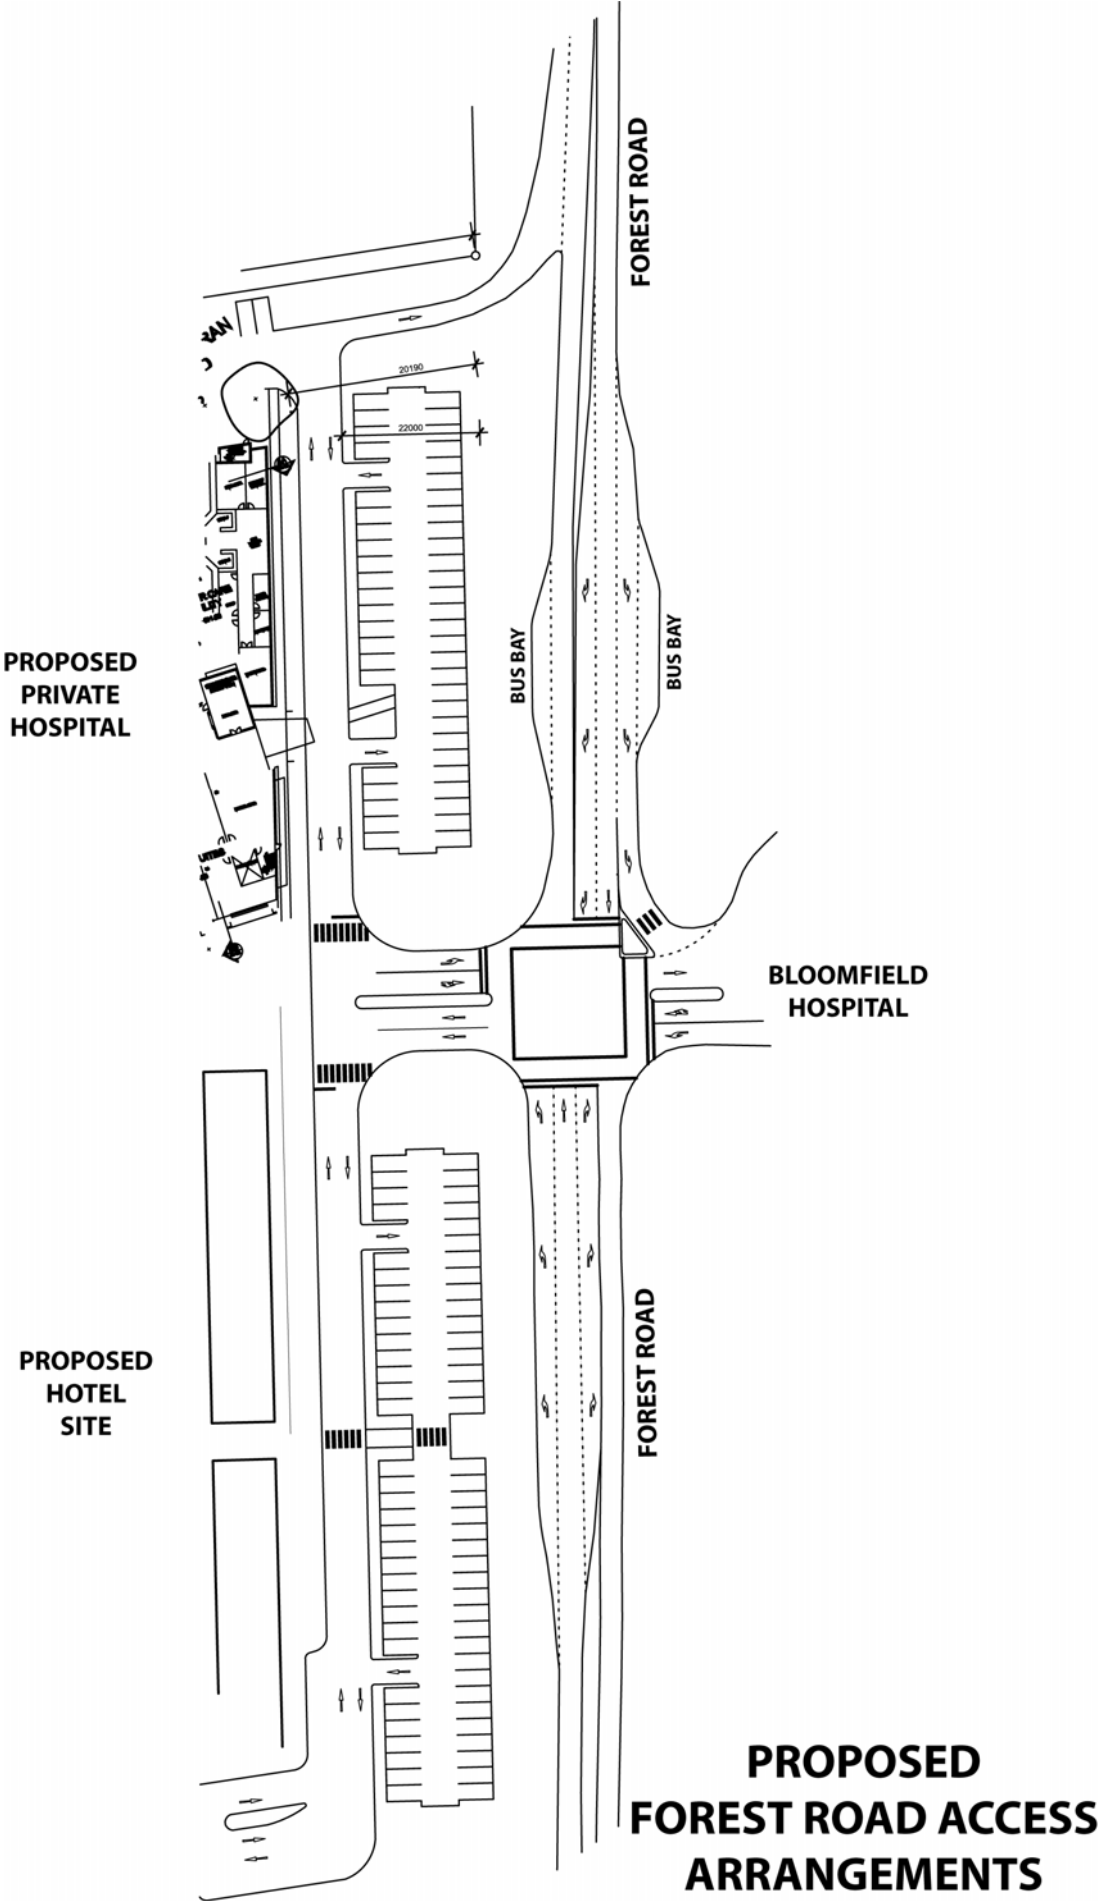 FOREST ROAD
20190
22000
PROPOSED
PRIVATE
HOSPITAL
BUS BAY
BUS BAY
BLOOMFIELD
HOSPITAL
PROPOSED
HOTEL
SITE
FOREST ROAD
PROPOSED
FOREST ROAD ACCESS
ARRANGEMENTS